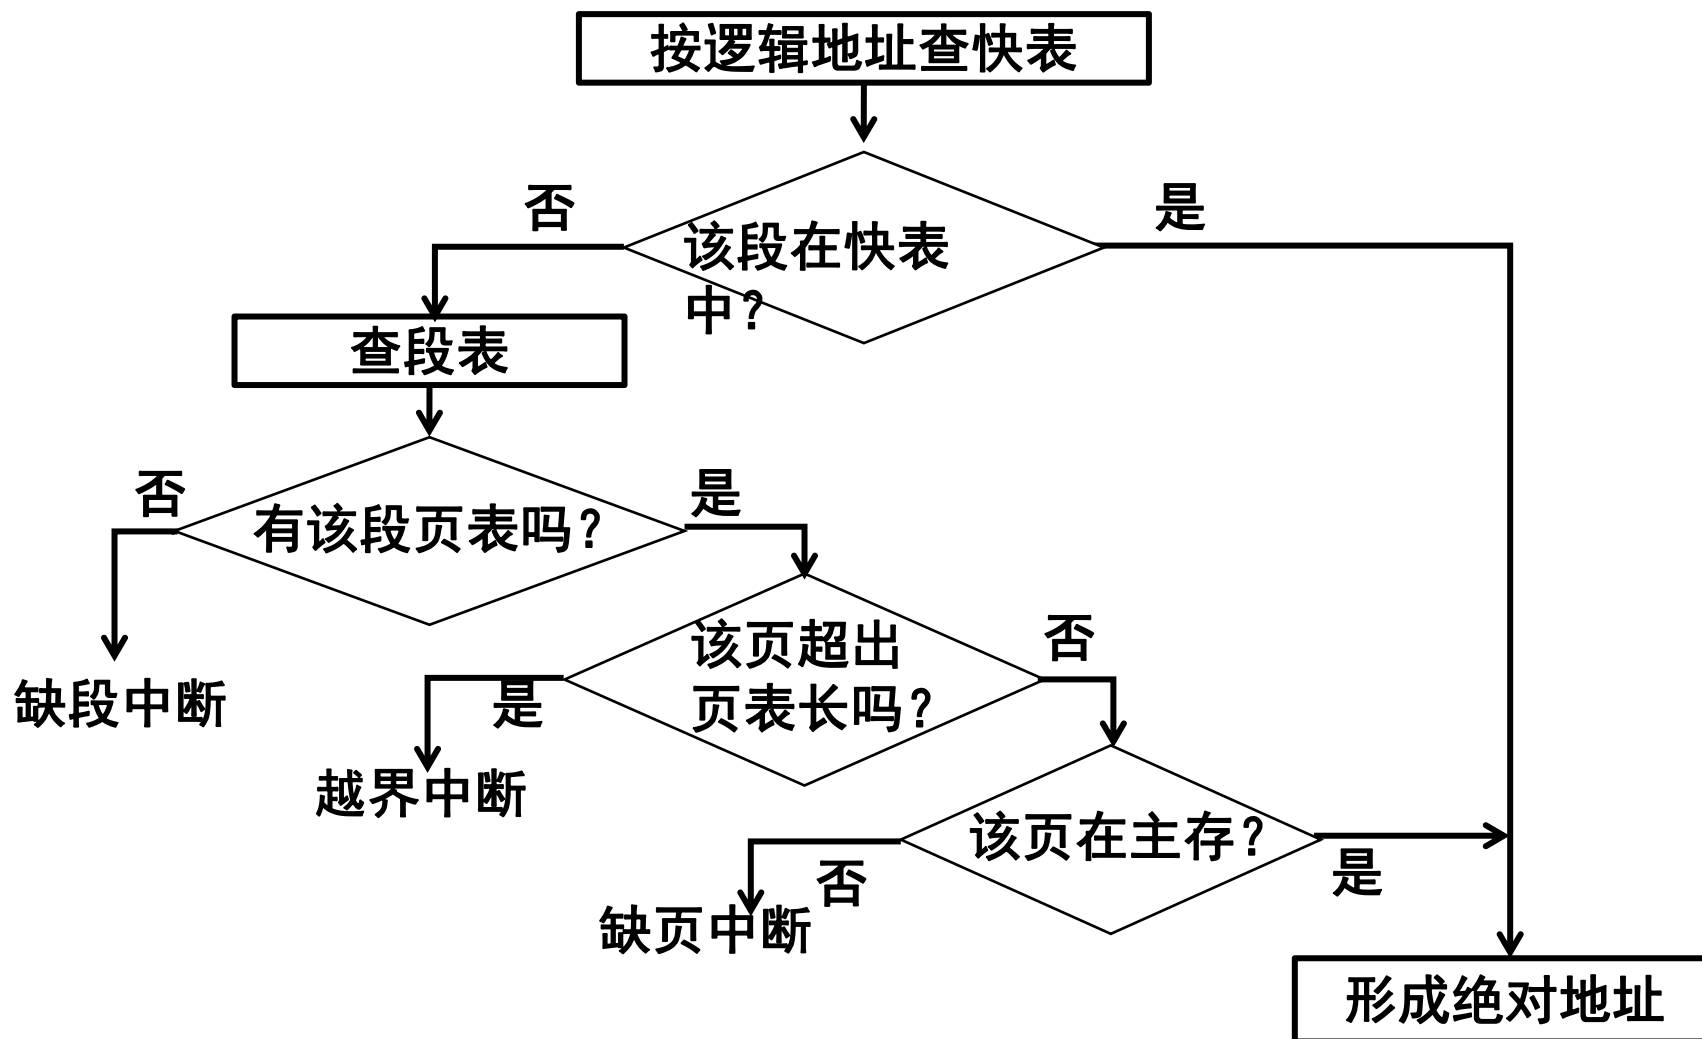 按逻辑地址查快表
否
是
该段在快表
中？
查段表
否
是
有该段页表吗？
该页超出
页表长吗？
否
是
缺段中断
越界中断
该页在主存？
否
是
缺页中断
形成绝对地址